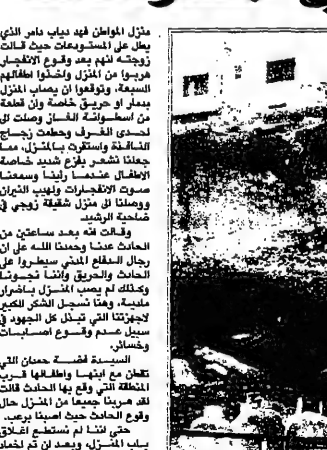 منزل المواطن فهد دياب دامر الذي
يطل على المستودعات حيث قالت
زوجته انهم بعد وقوع الانفجار
هربوا من المنزل واخذوا اطفالهم
السبعة، وتوقعوا ان يصاب المنزل
بدمار او حريق خاصة وان قطعة
من اسطوانة الغاز وصلت الى
احدى الغرف وحطمت زجاج
النافذة واستقرت بالمنزل، مما
جعلنا نشعر بفزع شديد خاصة
الاطفال عندما رأينا وسمعنا
صوت الانفجارات ولهيب النيران
ووصلنا الى منزل شقيقة زوجي في
ضاحية الرشيد.
وقالت انه بعد ساعتين من
الحادث عدنا وحمدنا الله على ان
رجال الدفاع المدني سيطروا على
الحادث والحريق واننا نجونا
وكذلك لم يصب المنزل باضرار
مادية، وهنا نسجل الشكر الكبير
لاجهزتنا التي تبذل كل الجهود في
سبيل عدم وقوع اصابات
وخسائر.
السيدة فضة حمدان التي
تقطن مع ابنها واطفالها قرب
المنطقة التي وقع بها الحادث قالت
لقد هربنا جميعا من المنزل حال
وقوع الحادث حيث اصبنا برعب.
حتى اننا لم نستطع اغلاق
باب المنزل، وبعد ان تم اخماد